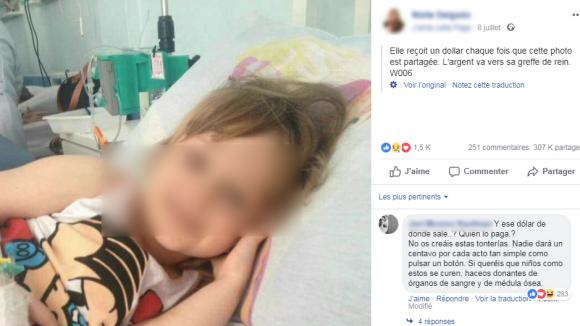 8 juillet
Elle reçoit un dollar chaque fois que cette photo
est partagée. L'argent va vers sa greffe de rein.
W006
Voir l'original · Notez cette traduction
1,5 K
251 commentaires 307 K partages
J'aime Commenter Partager
Les plus pertinents
Y ese dólar de
donde sale..? Quien lo paga.?
No os creáis estas tonterías. Nadie dará un
centavo por cada acto tan simple como
pulsar un botón. Si queréis que niños como
estos se curen, haceos donantes de
órganos de sangre y de médula ósea.
283
J'aime · Répondre · Voir la traduction ·
Modifié
4 réponses